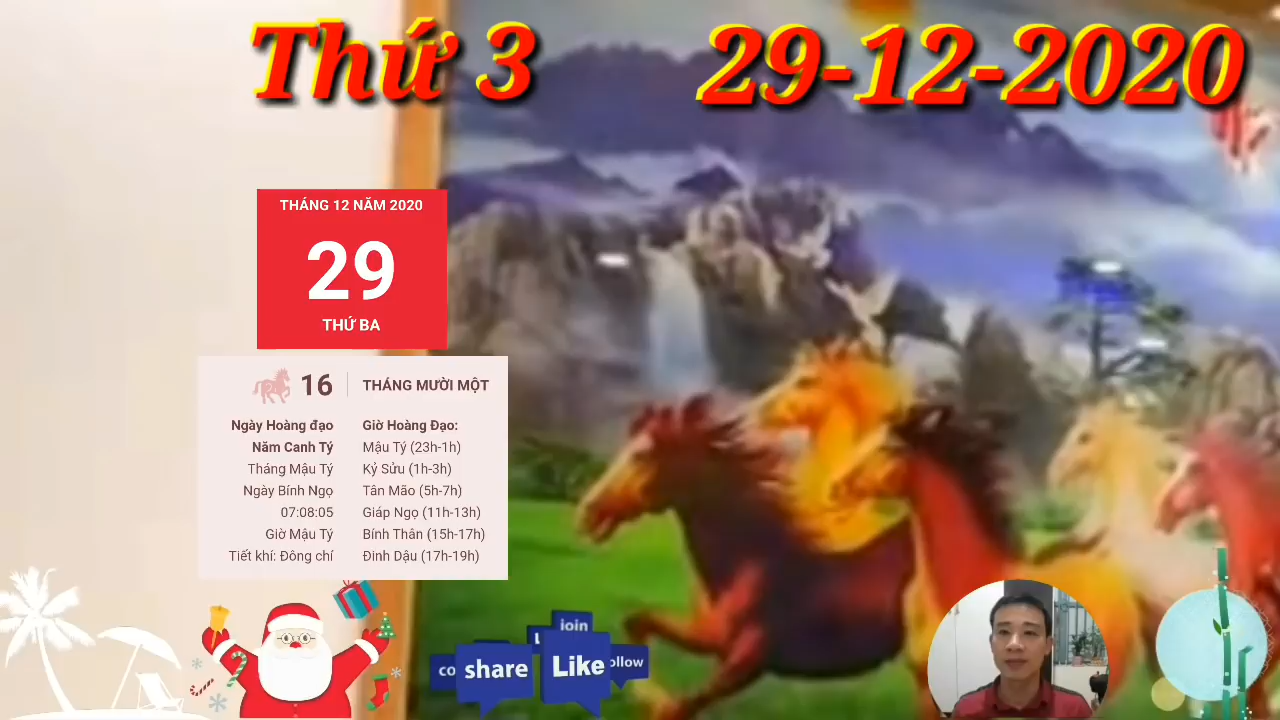 Thứ 3 29-12-2020
THÁNG 12 NĂM 2020
29
THỨ BA
16 THÁNG MƯỜI MỘT
Ngày Hoàng đạo Giờ Hoàng Đạo:
Năm Canh Tý Mậu Tý (23h-1h)
Tháng Mậu Tý Kỷ Sửu (1h-3h)
Ngày Bính Ngọ Tân Mão (5h-7h)
07:08:05 Giáp Ngọ (11h-13h)
Giờ Mậu Tý Bính Thân (15h-17h)
Tiết khí: Đông chí Đinh Dậu (17h-19h)
join
share Like ollow
co